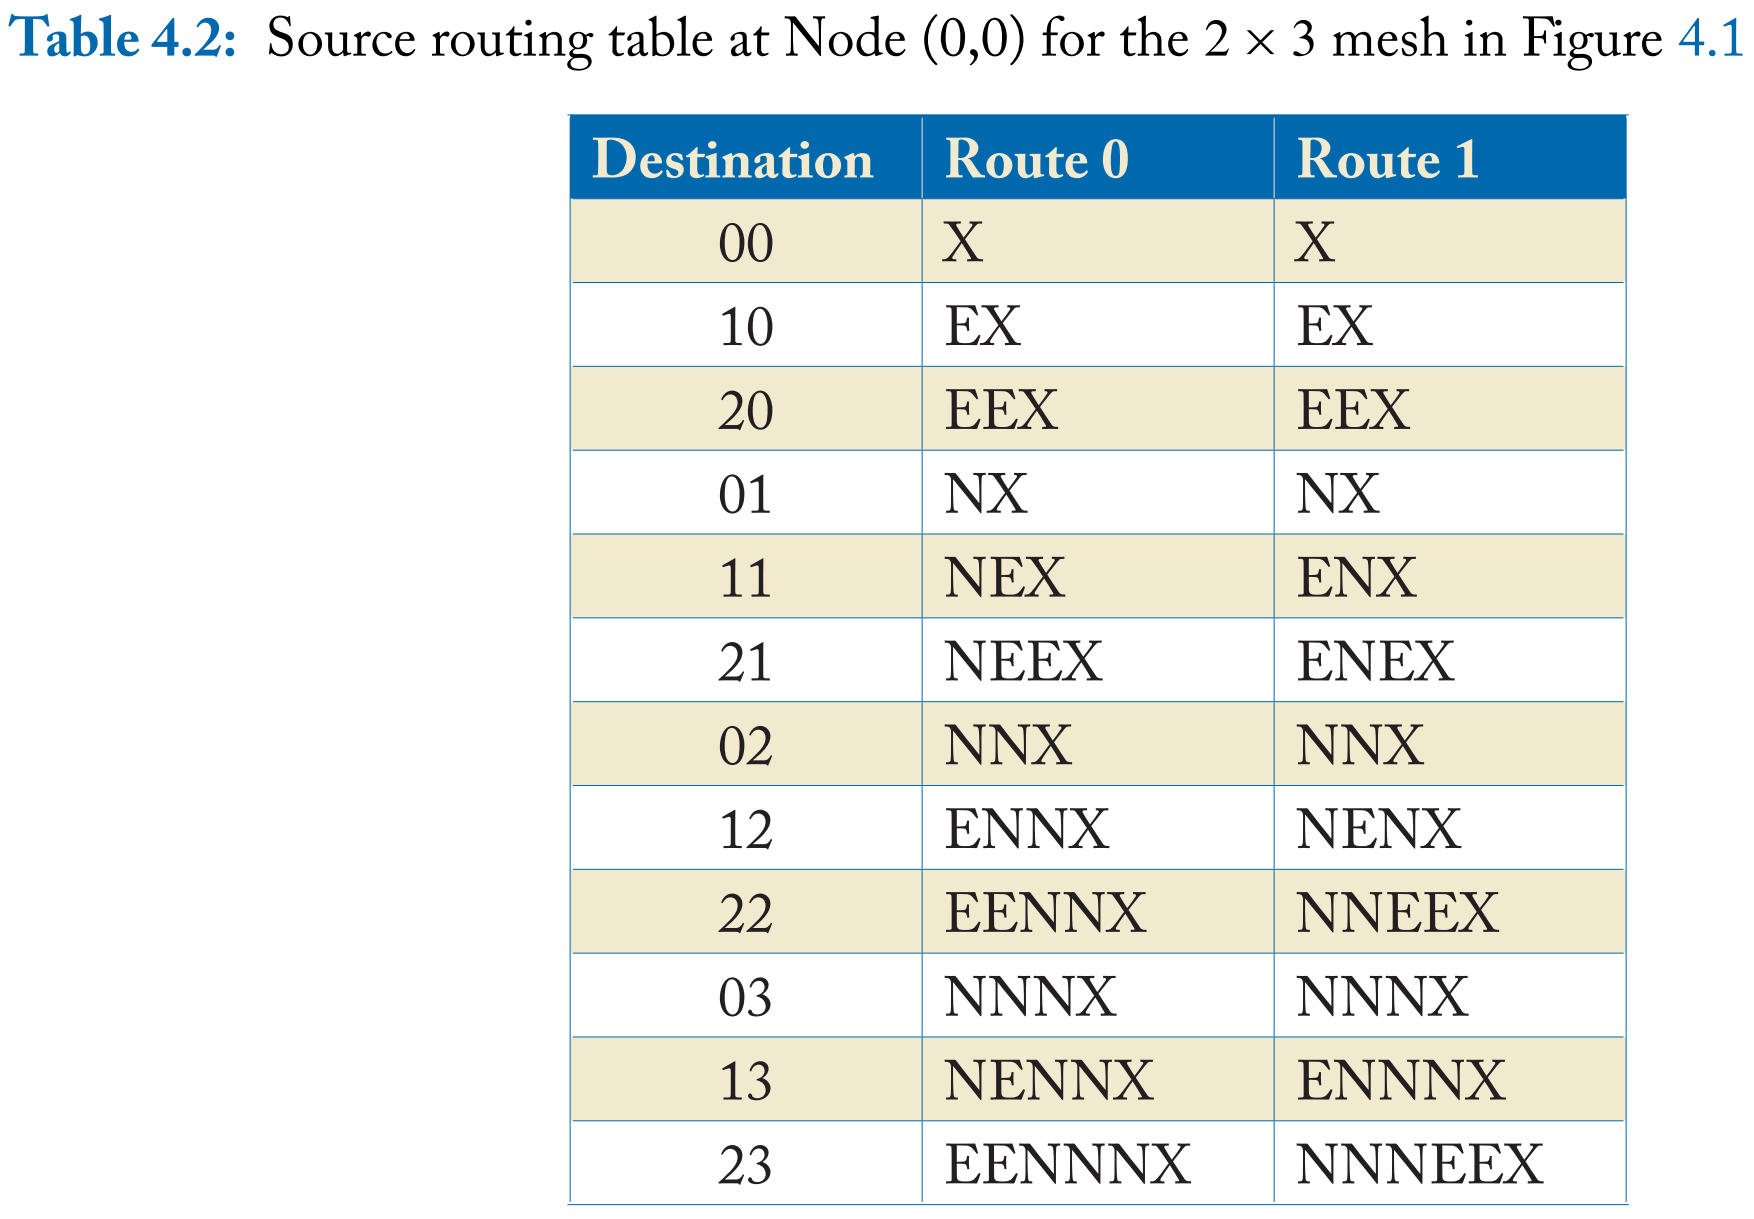 Table 4.2: Source routing table at Node (0,0) for the 2 × 3 mesh in Figure 4.1
Destination Route 0 Route 1
00 X X
10 EX EX
20 EEX EEX
01 NX NX
11 NEX ENX
21 NEEX ENEX
02 NNX NNX
12 ENNX NENX
22 EENNX NNEEX
03 NNNX NNNX
13 NENNX ENNNX
23 EENNNX NNNEEX